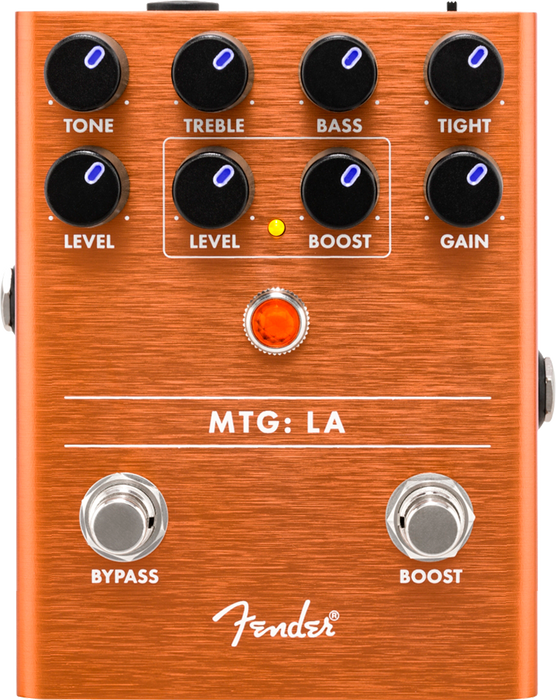 TONE TREBLE BASS TIGHT
LEVEL LEVEL BOOST GAIN
MTG: LA
BYPASS BOOST
Fender®